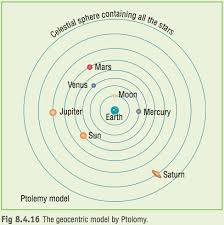 Celestial sphere containing all the stars
Mars
Venus
Moon
Jupiter
Earth
Mercury
Sun
Saturn
Ptolemy model
Fig 8.4.16 The geocentric model by Ptolomy.